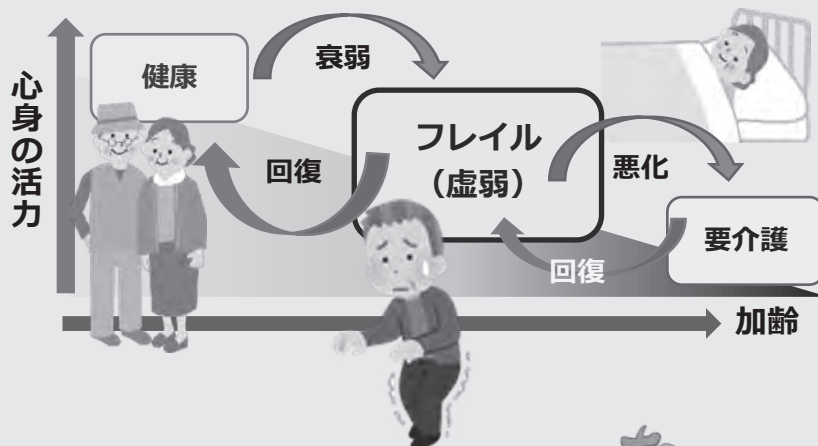 心身の活力
健康
衰弱
回復
フレイル
（虚弱）
悪化
回復
要介護
加齢